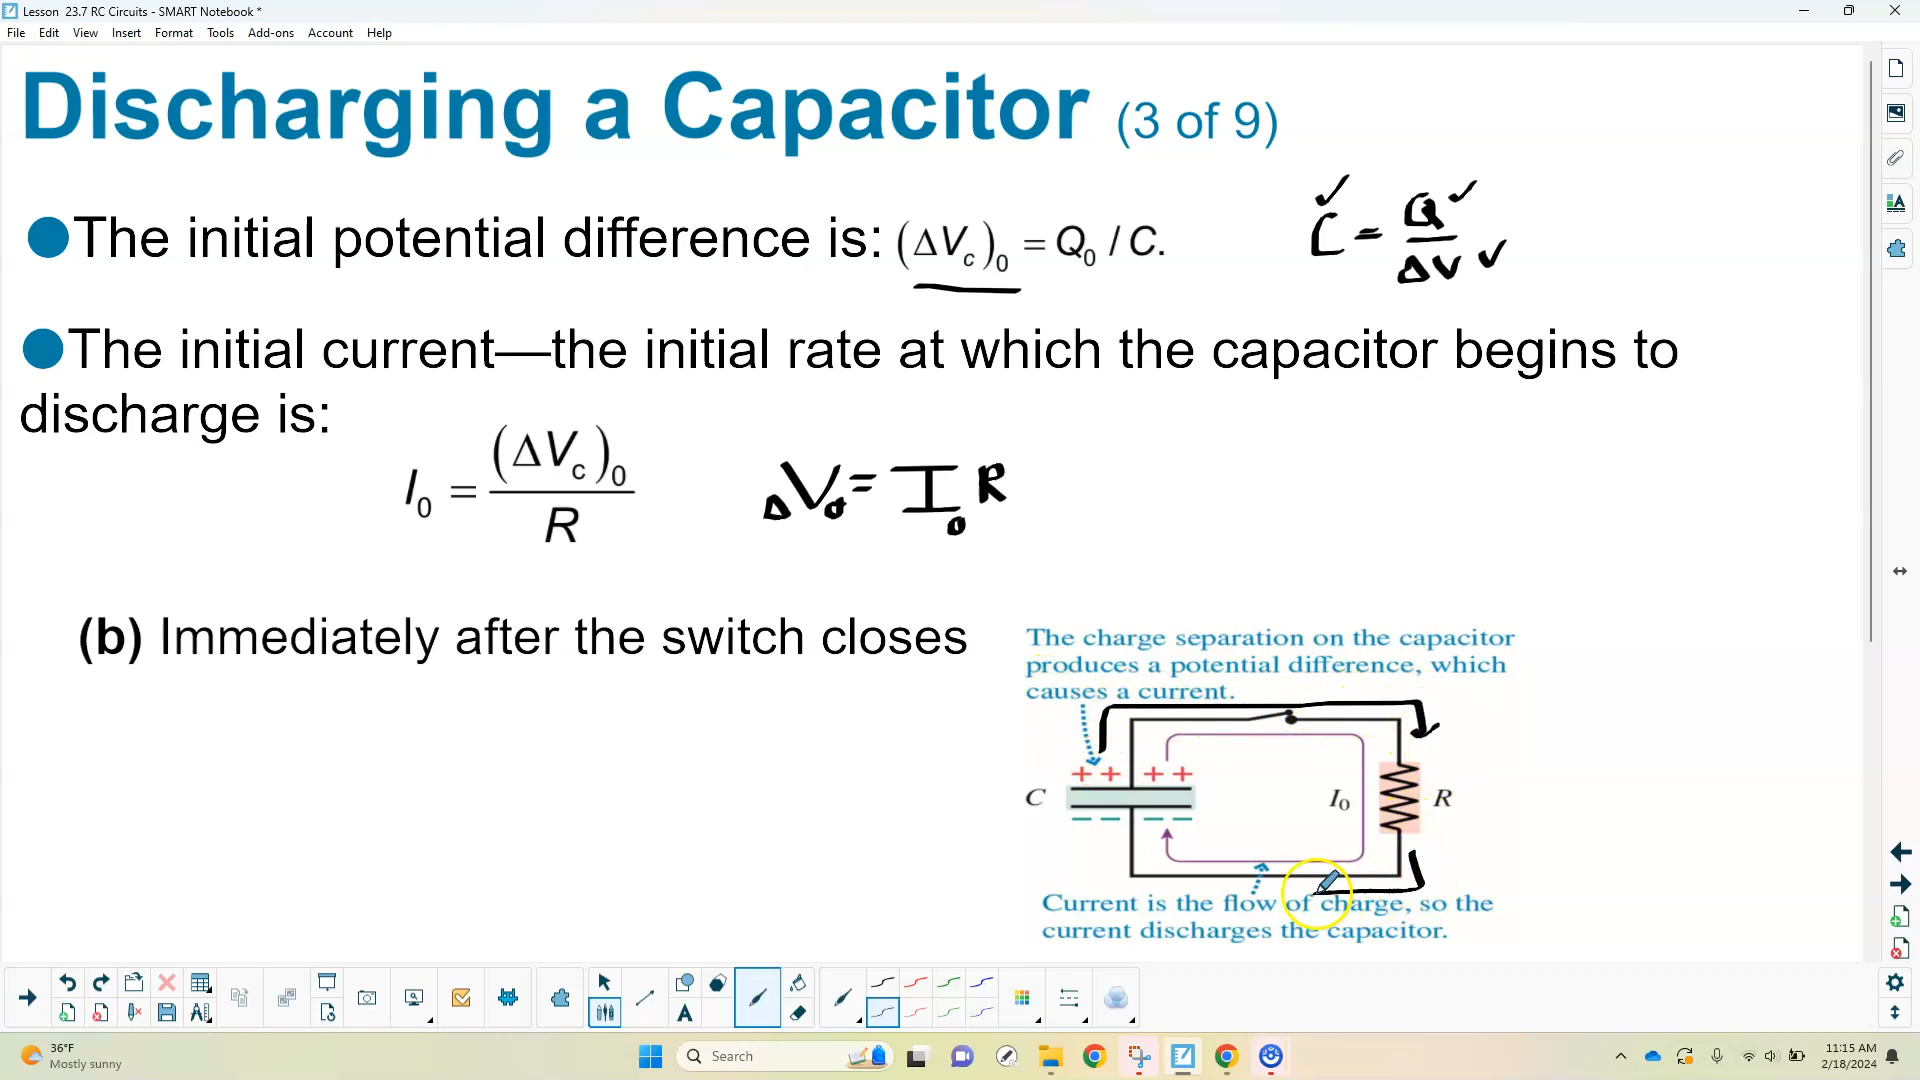 Lesson 23.7 RC Circuits - SMART Notebook *
File Edit View Insert Format Tools Add-ons Account Help
Discharging a Capacitor (3 of 9)
The initial potential difference is: (ΔVc)0 = Q0 / C.
C = Q / ΔV
The initial current—the initial rate at which the capacitor begins to
discharge is:
I0 = (ΔVc)0 / R
ΔV0 = I0 R
(b) Immediately after the switch closes
The charge separation on the capacitor
produces a potential difference, which
causes a current.
+ + + +
C I0 R
Current is the flow of charge, so the
current discharges the capacitor.
36°F
Mostly sunny
Search
11:15 AM
2/18/2024